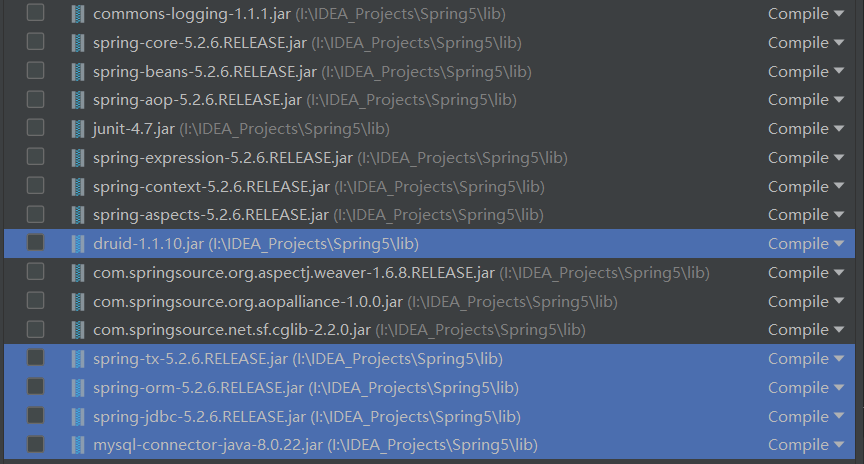 commons-logging-1.1.1.jar (I:\IDEA_Projects\Spring5\lib) Compile
spring-core-5.2.6.RELEASE.jar (I:\IDEA_Projects\Spring5\lib) Compile
spring-beans-5.2.6.RELEASE.jar (I:\IDEA_Projects\Spring5\lib) Compile
spring-aop-5.2.6.RELEASE.jar (I:\IDEA_Projects\Spring5\lib) Compile
junit-4.7.jar (I:\IDEA_Projects\Spring5\lib) Compile
spring-expression-5.2.6.RELEASE.jar (I:\IDEA_Projects\Spring5\lib) Compile
spring-context-5.2.6.RELEASE.jar (I:\IDEA_Projects\Spring5\lib) Compile
spring-aspects-5.2.6.RELEASE.jar (I:\IDEA_Projects\Spring5\lib) Compile
druid-1.1.10.jar (I:\IDEA_Projects\Spring5\lib) Compile
com.springsource.org.aspectj.weaver-1.6.8.RELEASE.jar (I:\IDEA_Projects\Spring5\lib) Compile
com.springsource.org.aopalliance-1.0.0.jar (I:\IDEA_Projects\Spring5\lib) Compile
com.springsource.net.sf.cglib-2.2.0.jar (I:\IDEA_Projects\Spring5\lib) Compile
spring-tx-5.2.6.RELEASE.jar (I:\IDEA_Projects\Spring5\lib) Compile
spring-orm-5.2.6.RELEASE.jar (I:\IDEA_Projects\Spring5\lib) Compile
spring-jdbc-5.2.6.RELEASE.jar (I:\IDEA_Projects\Spring5\lib) Compile
mysql-connector-java-8.0.22.jar (I:\IDEA_Projects\Spring5\lib) Compile